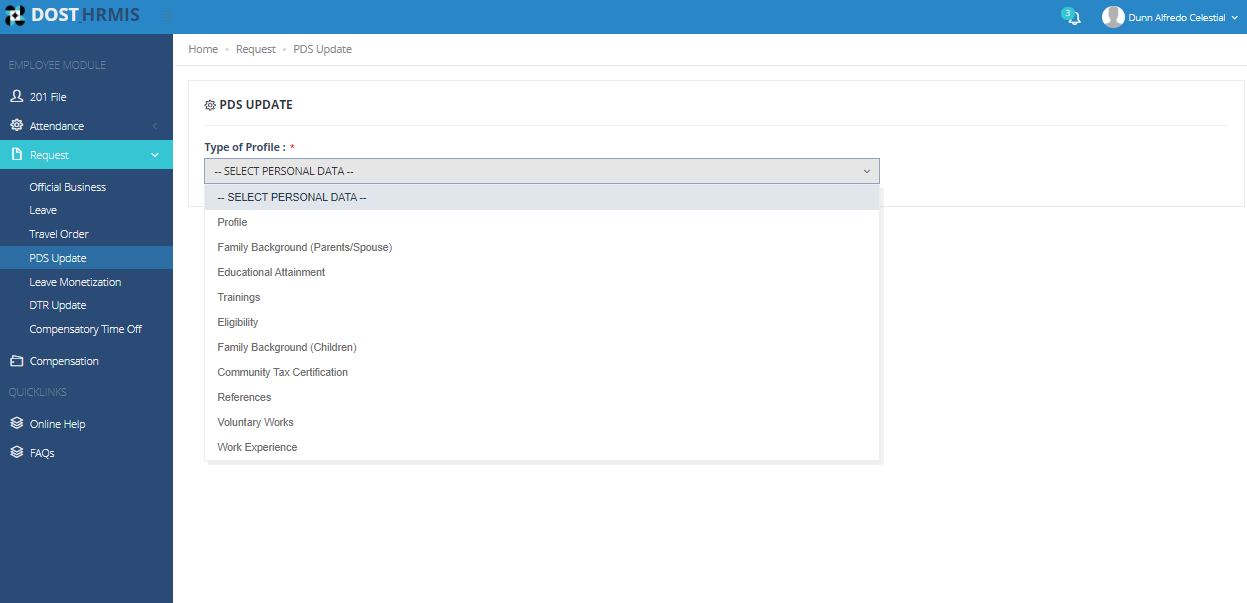 DOST_HRMIS
3
Dunn Alfredo Celestial
Home • Request • PDS Update
EMPLOYEE MODULE
201 File
Attendance
Request
Official Business
Leave
Travel Order
PDS Update
Leave Monetization
DTR Update
Compensatory Time Off
Compensation
QUICKLINKS
Online Help
FAQs
PDS UPDATE
Type of Profile : *
-- SELECT PERSONAL DATA --
-- SELECT PERSONAL DATA --
Profile
Family Background (Parents/Spouse)
Educational Attainment
Trainings
Eligibility
Family Background (Children)
Community Tax Certification
References
Voluntary Works
Work Experience